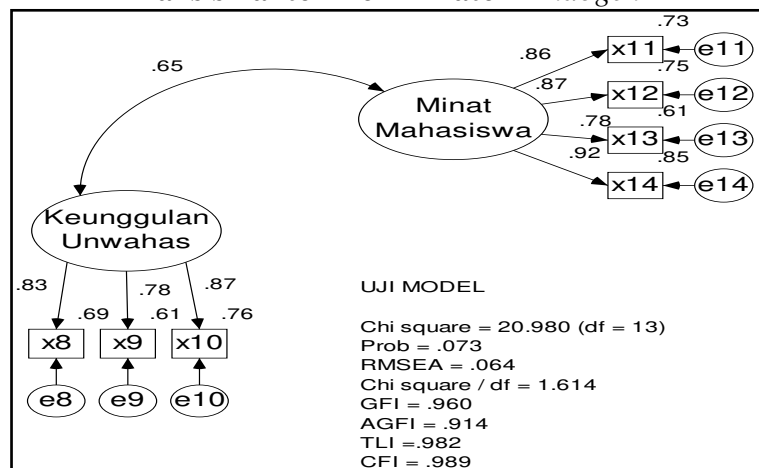 .73
.65
.86
x11
e11
.75
.87
x12
e12
Minat
Mahasiswa
.61
.78
x13
e13
.85
.92
x14
e14
Keunggulan
Unwahas
.83
.78
.87
.69
.61
.76
x8
x9
x10
e8
e9
e10
UJI MODEL
Chi square = 20.980 (df = 13)
Prob = .073
RMSEA = .064
Chi square / df = 1.614
GFI = .960
AGFI = .914
TLI =.982
CFI = .989